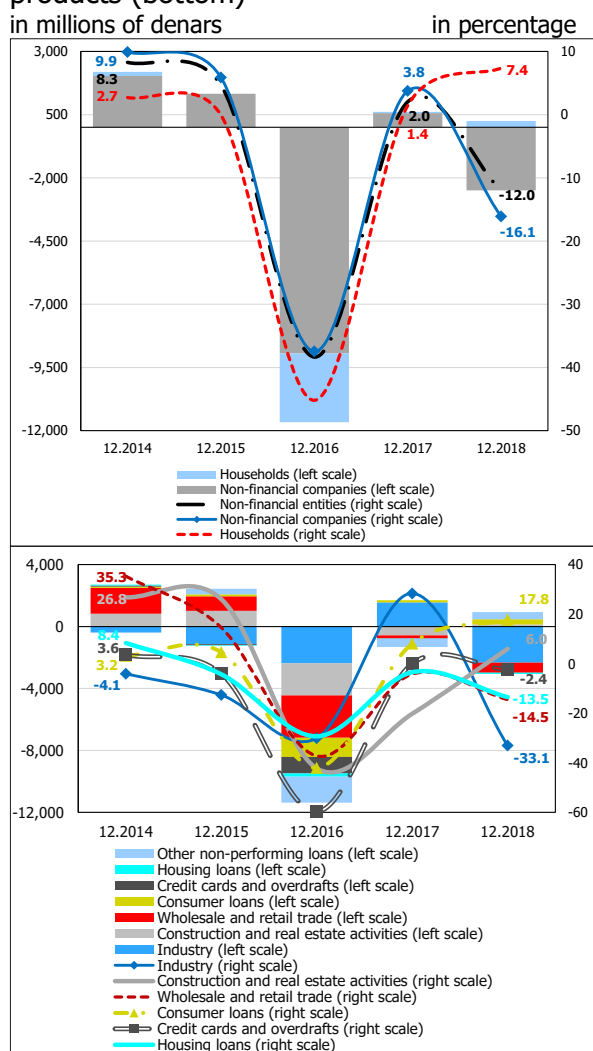 products (bottom)
in millions of denars in percentage
3,000
500
-2,000
-4,500
-7,000
-9,500
-12,000
10
0
-10
-20
-30
-40
-50
9.9
8.3
2.7
3.8
2.0
1.4
7.4
-12.0
-16.1
12.2014 12.2015 12.2016 12.2017 12.2018
Households (left scale)
Non-financial companies (left scale)
Non-financial entities (right scale)
Non-financial companies (right scale)
Households (right scale)
4,000
0
-4,000
-8,000
-12,000
40
20
0
-20
-40
-60
35.3
26.8
8.4
3.6
3.2
-4.1
17.8
6.0
-2.4
-13.5
-14.5
-33.1
12.2014 12.2015 12.2016 12.2017 12.2018
Other non-performing loans (left scale)
Housing loans (left scale)
Credit cards and overdrafts (left scale)
Consumer loans (left scale)
Wholesale and retail trade (left scale)
Construction and real estate activities (left scale)
Industry (left scale)
Industry (right scale)
Construction and real estate activities (right scale)
Wholesale and retail trade (right scale)
Consumer loans (right scale)
Credit cards and overdrafts (right scale)
Housing loans (right scale)